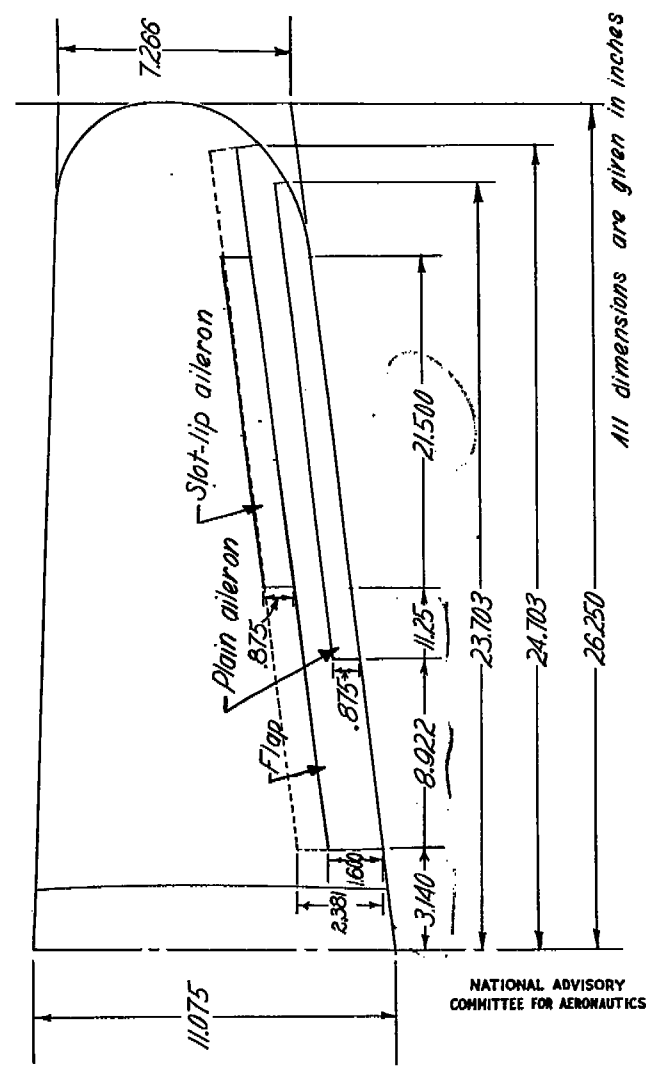 7.266
All dimensions are given in inches
Slot-lip aileron
Plain aileron
.875
Flap
.875
21.500
11.25
8.922
3.140
23.703
24.703
26.250
1.600
2.381
11.075
NATIONAL ADVISORY
COMMITTEE FOR AERONAUTICS